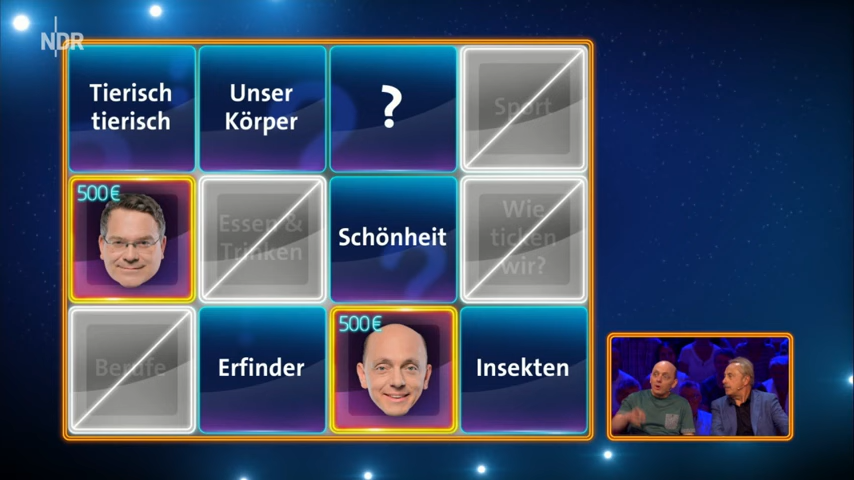 NDR
Tierisch
tierisch
Unser
Körper
?
Sport
500€
Essen &
Trinken
Schönheit
Wie
ticken
wir?
Berufe
Erfinder
500€
Insekten